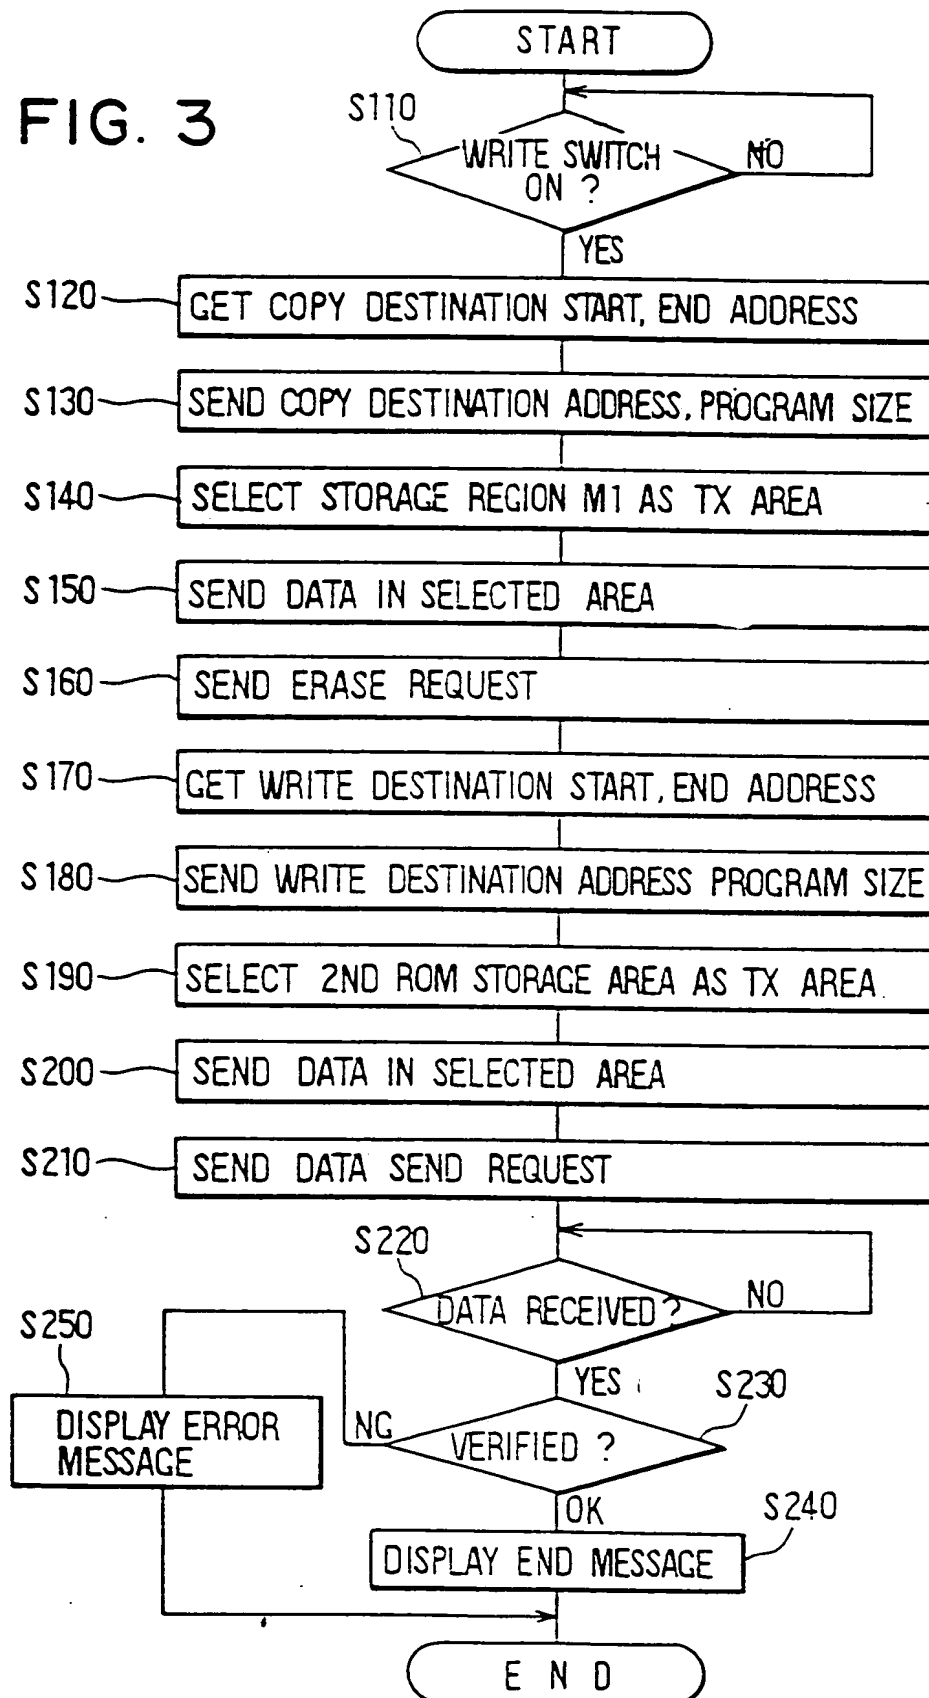 START
FIG. 3
S110
WRITE SWITCH
ON ?
NO
YES
S120
GET COPY DESTINATION START, END ADDRESS
S130
SEND COPY DESTINATION ADDRESS, PROGRAM SIZE
S140
SELECT STORAGE REGION M1 AS TX AREA
S150
SEND DATA IN SELECTED AREA
S160
SEND ERASE REQUEST
S170
GET WRITE DESTINATION START, END ADDRESS
S180
SEND WRITE DESTINATION ADDRESS PROGRAM SIZE
S190
SELECT 2ND ROM STORAGE AREA AS TX AREA
S200
SEND DATA IN SELECTED AREA
S210
SEND DATA SEND REQUEST
S220
DATA RECEIVED ?
NO
YES
S250
DISPLAY ERROR
MESSAGE
NG
S230
VERIFIED ?
OK
S240
DISPLAY END MESSAGE
END